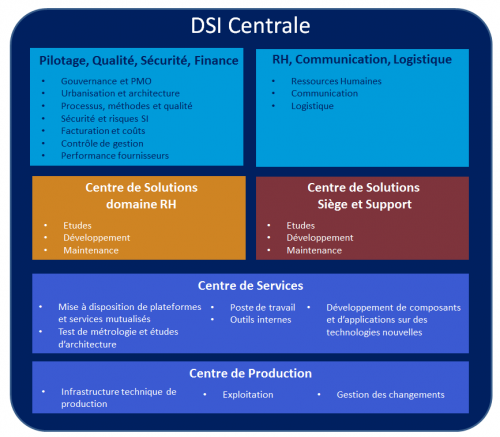 DSI Centrale
Pilotage, Qualité, Sécurité, Finance
• Gouvernance et PMO
• Urbanisation et architecture
• Processus, méthodes et qualité
• Sécurité et risques SI
• Facturation et coûts
• Contrôle de gestion
• Performance fournisseurs
RH, Communication, Logistique
• Ressources Humaines
• Communication
• Logistique
Centre de Solutions
domaine RH
• Etudes
• Développement
• Maintenance
Centre de Solutions
Siège et Support
• Etudes
• Développement
• Maintenance
Centre de Services
• Mise à disposition de plateformes
et services mutualisés
• Test de métrologie et études
d’architecture
• Poste de travail
• Outils internes
• Développement de composants
et d’applications sur des
technologies nouvelles
Centre de Production
• Infrastructure technique de
production
• Exploitation
• Gestion des changements